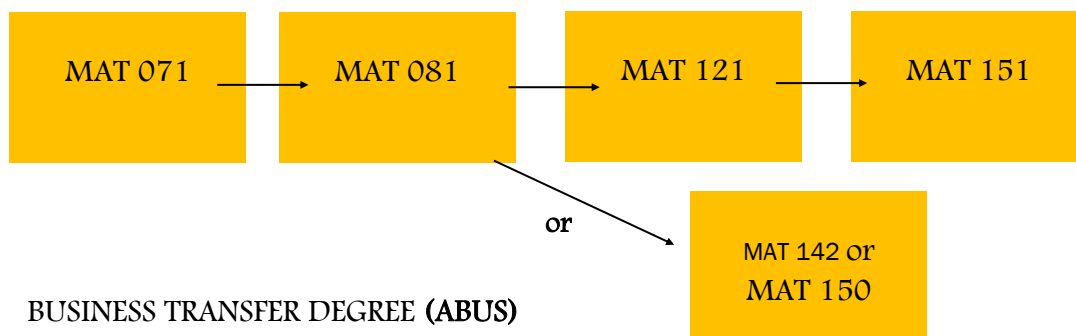 MAT 071
MAT 081
MAT 121
MAT 151
or
MAT 142 or
MAT 150
BUSINESS TRANSFER DEGREE (ABUS)